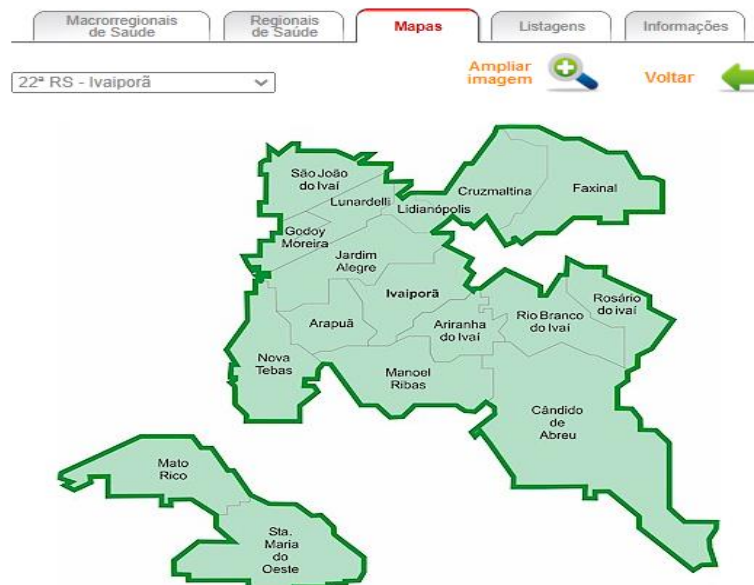 Macrorregionais
de Saúde
Regionais
de Saúde
Mapas
Listagens
Informações
22ª RS - Ivaiporã
Ampliar
imagem
Voltar
São João
do Ivaí
Lunardelli
Lidianópolis
Cruzmaltina
Faxinal
Godoy
Moreira
Jardim
Alegre
Ivaiporã
Rosário
do ivaí
Rio Branco
do Ivaí
Arapuã
Ariranha
do Ivaí
Nova
Tebas
Manoel
Ribas
Cândido
de
Abreu
Mato
Rico
Sta.
Maria
do
Oeste